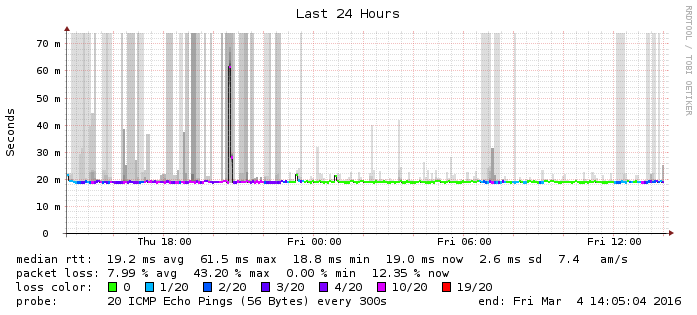 Last 24 Hours
RRDTOOL / TOBI OETIKER
Seconds
70 m
60 m
50 m
40 m
30 m
20 m
10 m
0
Thu 18:00 Fri 00:00 Fri 06:00 Fri 12:00
median rtt: 19.2 ms avg 61.5 ms max 18.8 ms min 19.0 ms now 2.6 ms sd 7.4 am/s
packet loss: 7.99 % avg 43.20 % max 0.00 % min 12.35 % now
loss color: 0 1/20 2/20 3/20 4/20 10/20 19/20
probe: 20 ICMP Echo Pings (56 Bytes) every 300s end: Fri Mar 4 14:05:04 2016